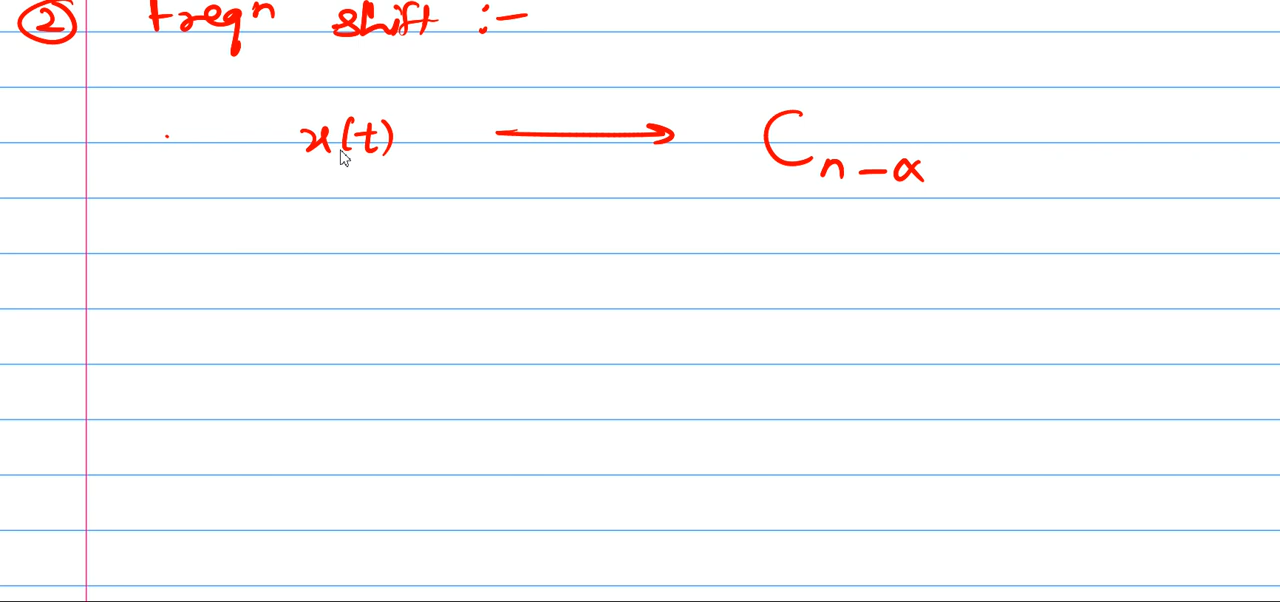 ② freqⁿ shift :-
x(t) ⟶ Cₙ₋α